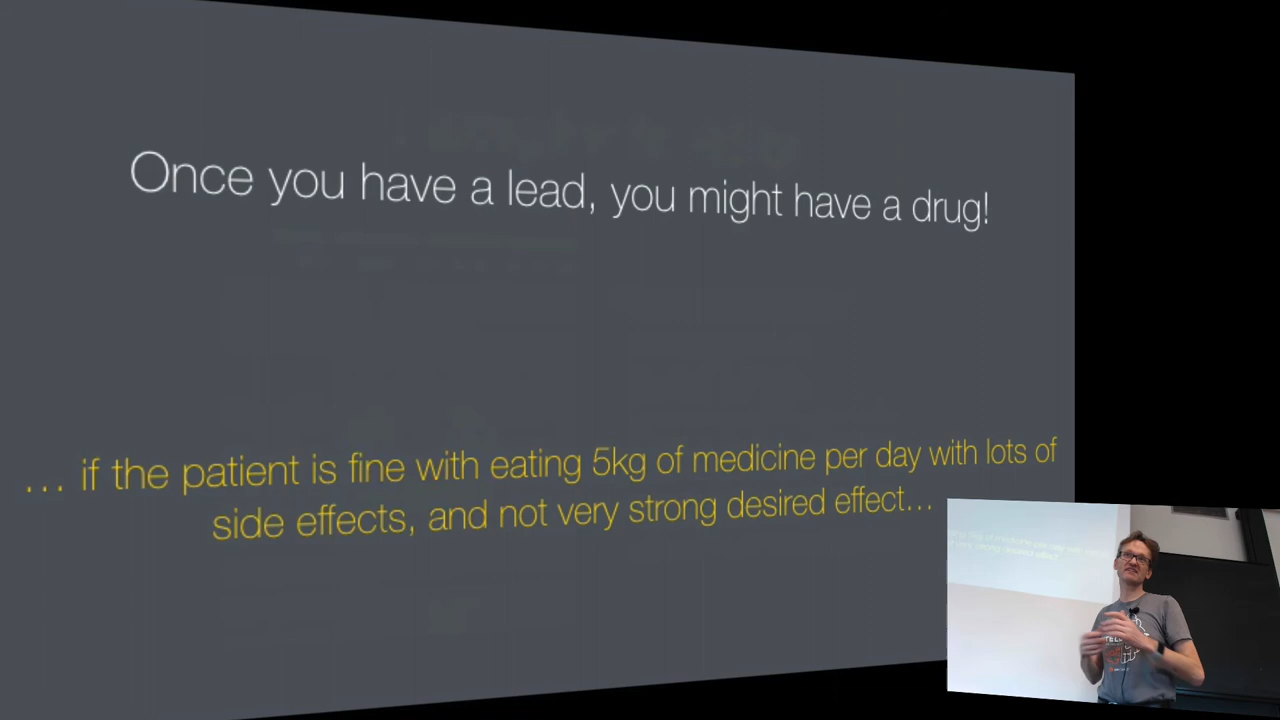 Once you have a lead, you might have a drug!
... if the patient is fine with eating 5kg of medicine per day with lots of
side effects, and not very strong desired effect...